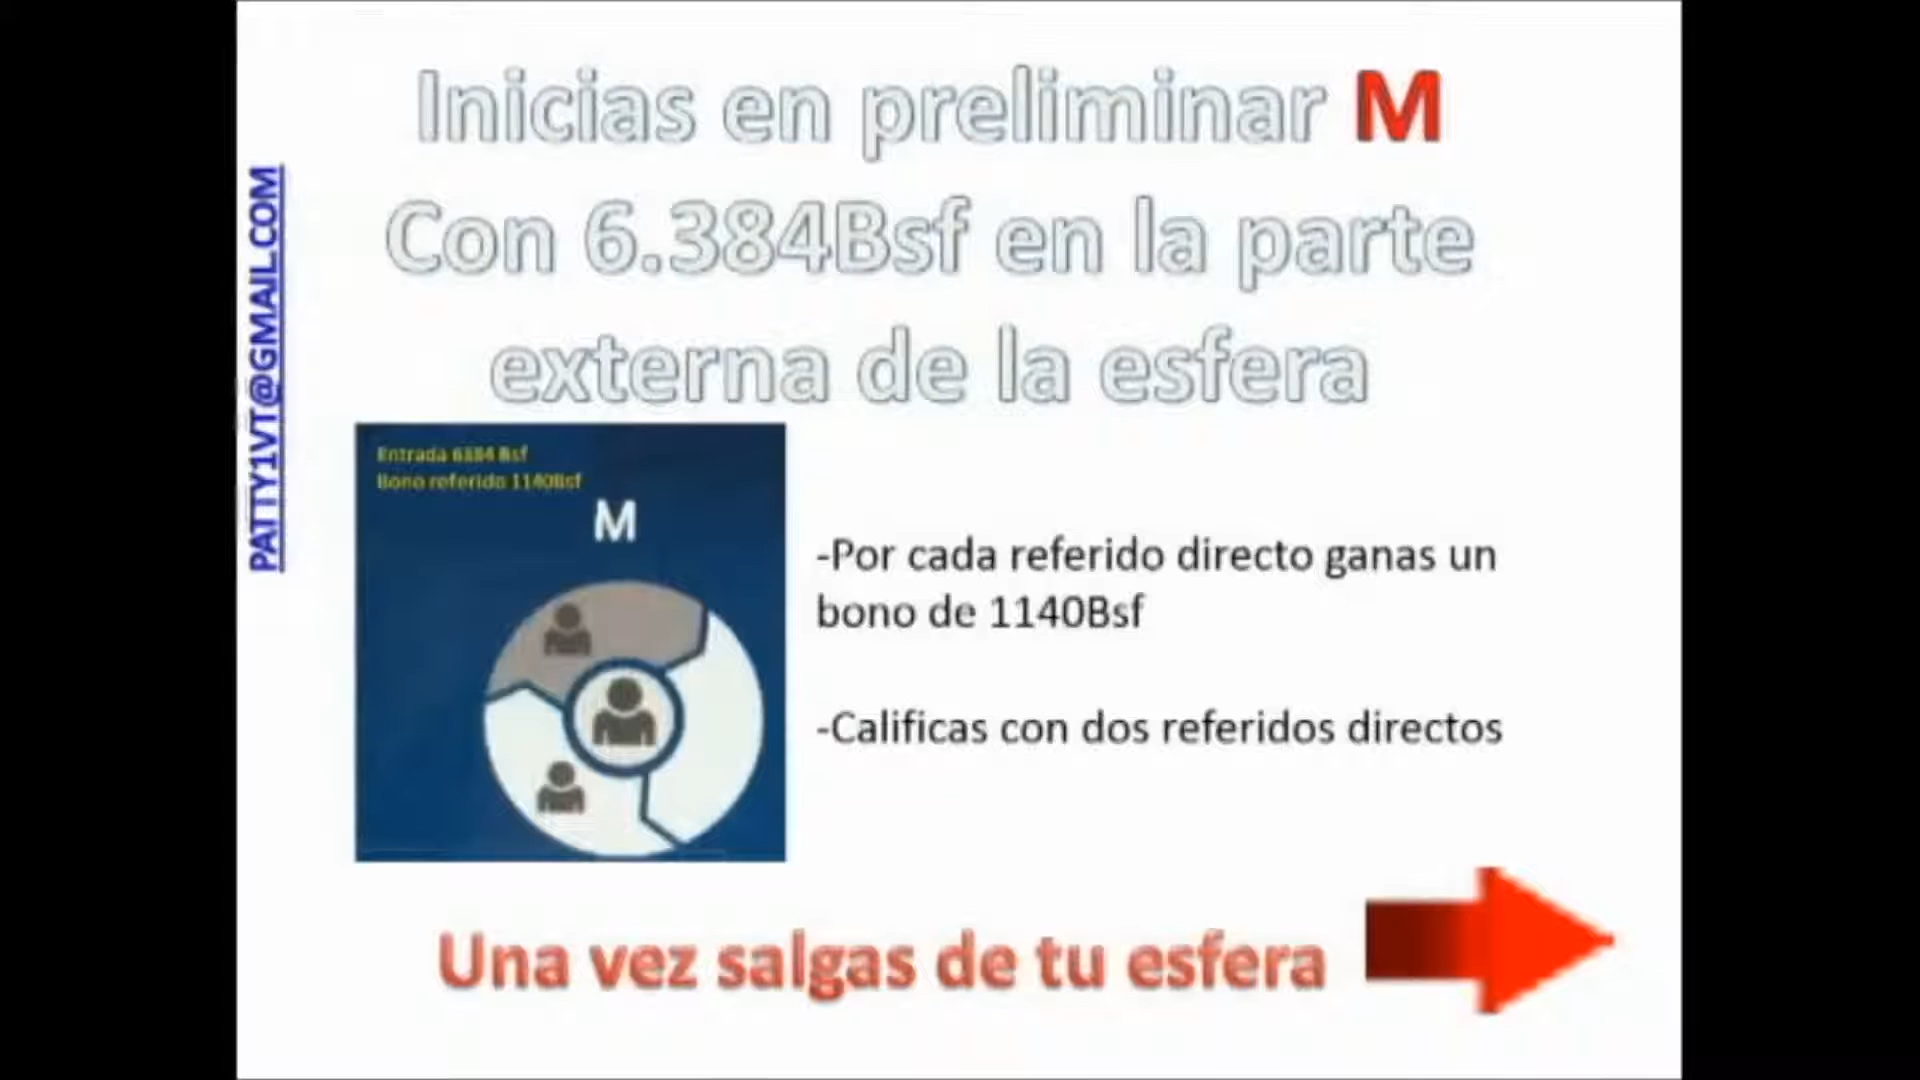 Inicias en preliminar M
Con 6.384Bsf en la parte
externa de la esfera
PATTY1VT@GMAIL.COM
Entrada 6384 Bsf
Bono referido 1140Bsf
M
-Por cada referido directo ganas un
bono de 1140Bsf
-Calificas con dos referidos directos
Una vez salgas de tu esfera